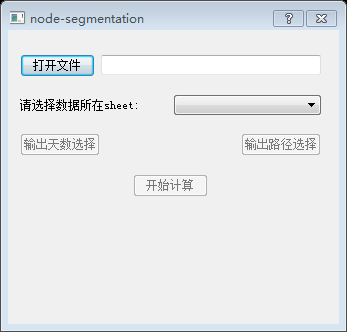 node-segmentation
打开文件
请选择数据所在sheet:
输出天数选择 输出路径选择
开始计算